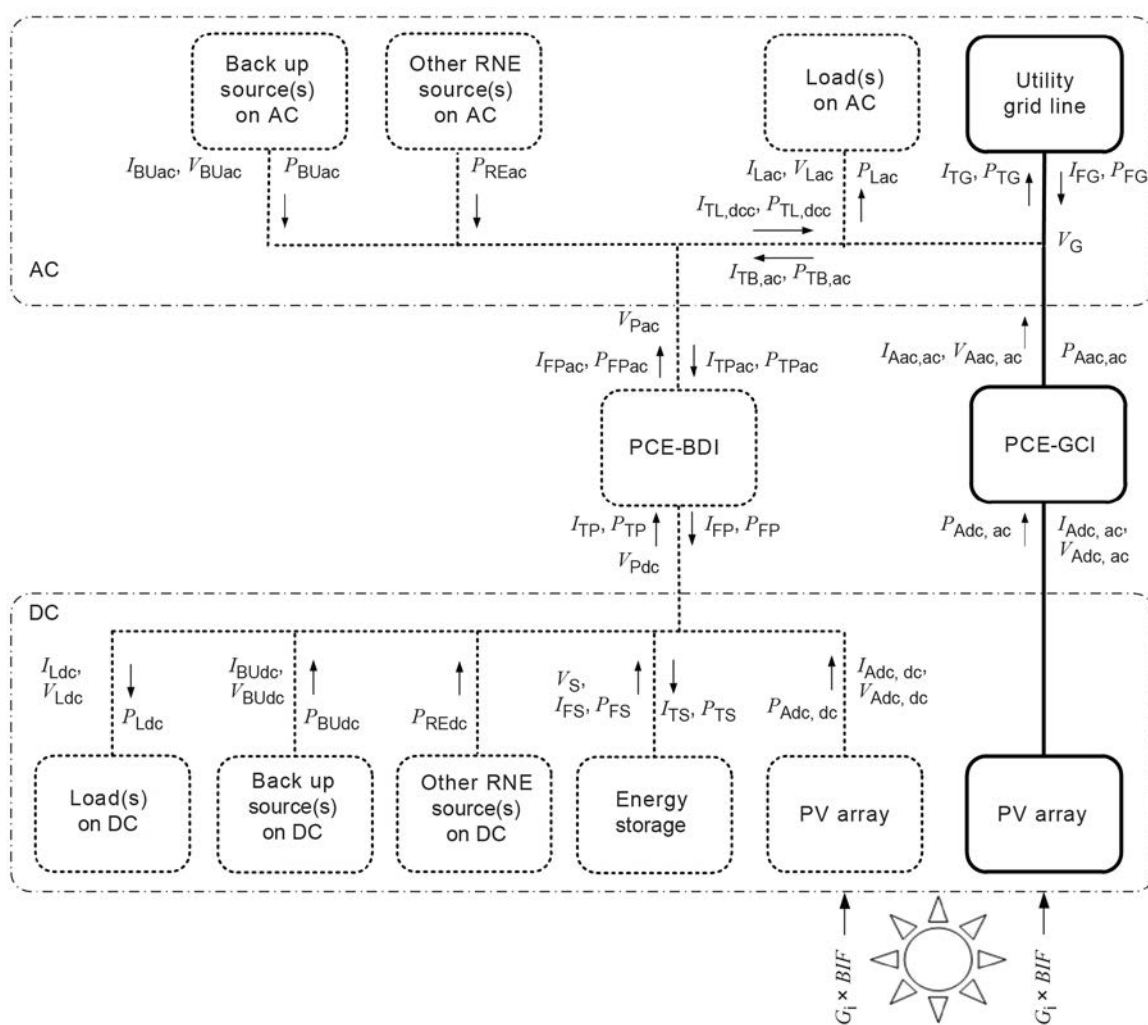 Back up
source(s)
on AC
Other RNE
source(s)
on AC
Load(s)
on AC
Utility
grid line
I_BUac, V_BUac
P_BUac
P_REac
I_Lac, V_Lac
P_Lac
I_TG, P_TG
I_FG, P_FG
I_TL,dcc, P_TL,dcc
V_G
AC
I_TB,ac, P_TB,ac
V_Pac
I_FPac, P_FPac
I_TPac, P_TPac
I_Aac,ac, V_Aac, ac
P_Aac,ac
PCE-BDI
PCE-GCI
I_TP, P_TP
I_FP, P_FP
V_Pdc
P_Adc, ac
I_Adc, ac,
V_Adc, ac
DC
I_Ldc,
V_Ldc
P_Ldc
I_BUdc,
V_BUdc
P_BUdc
P_REdc
V_S,
I_FS, P_FS
I_TS, P_TS
P_Adc, dc
I_Adc, dc,
V_Adc, dc
Load(s)
on DC
Back up
source(s)
on DC
Other RNE
source(s)
on DC
Energy
storage
PV array
PV array
G_i × BIF
G_i × BIF